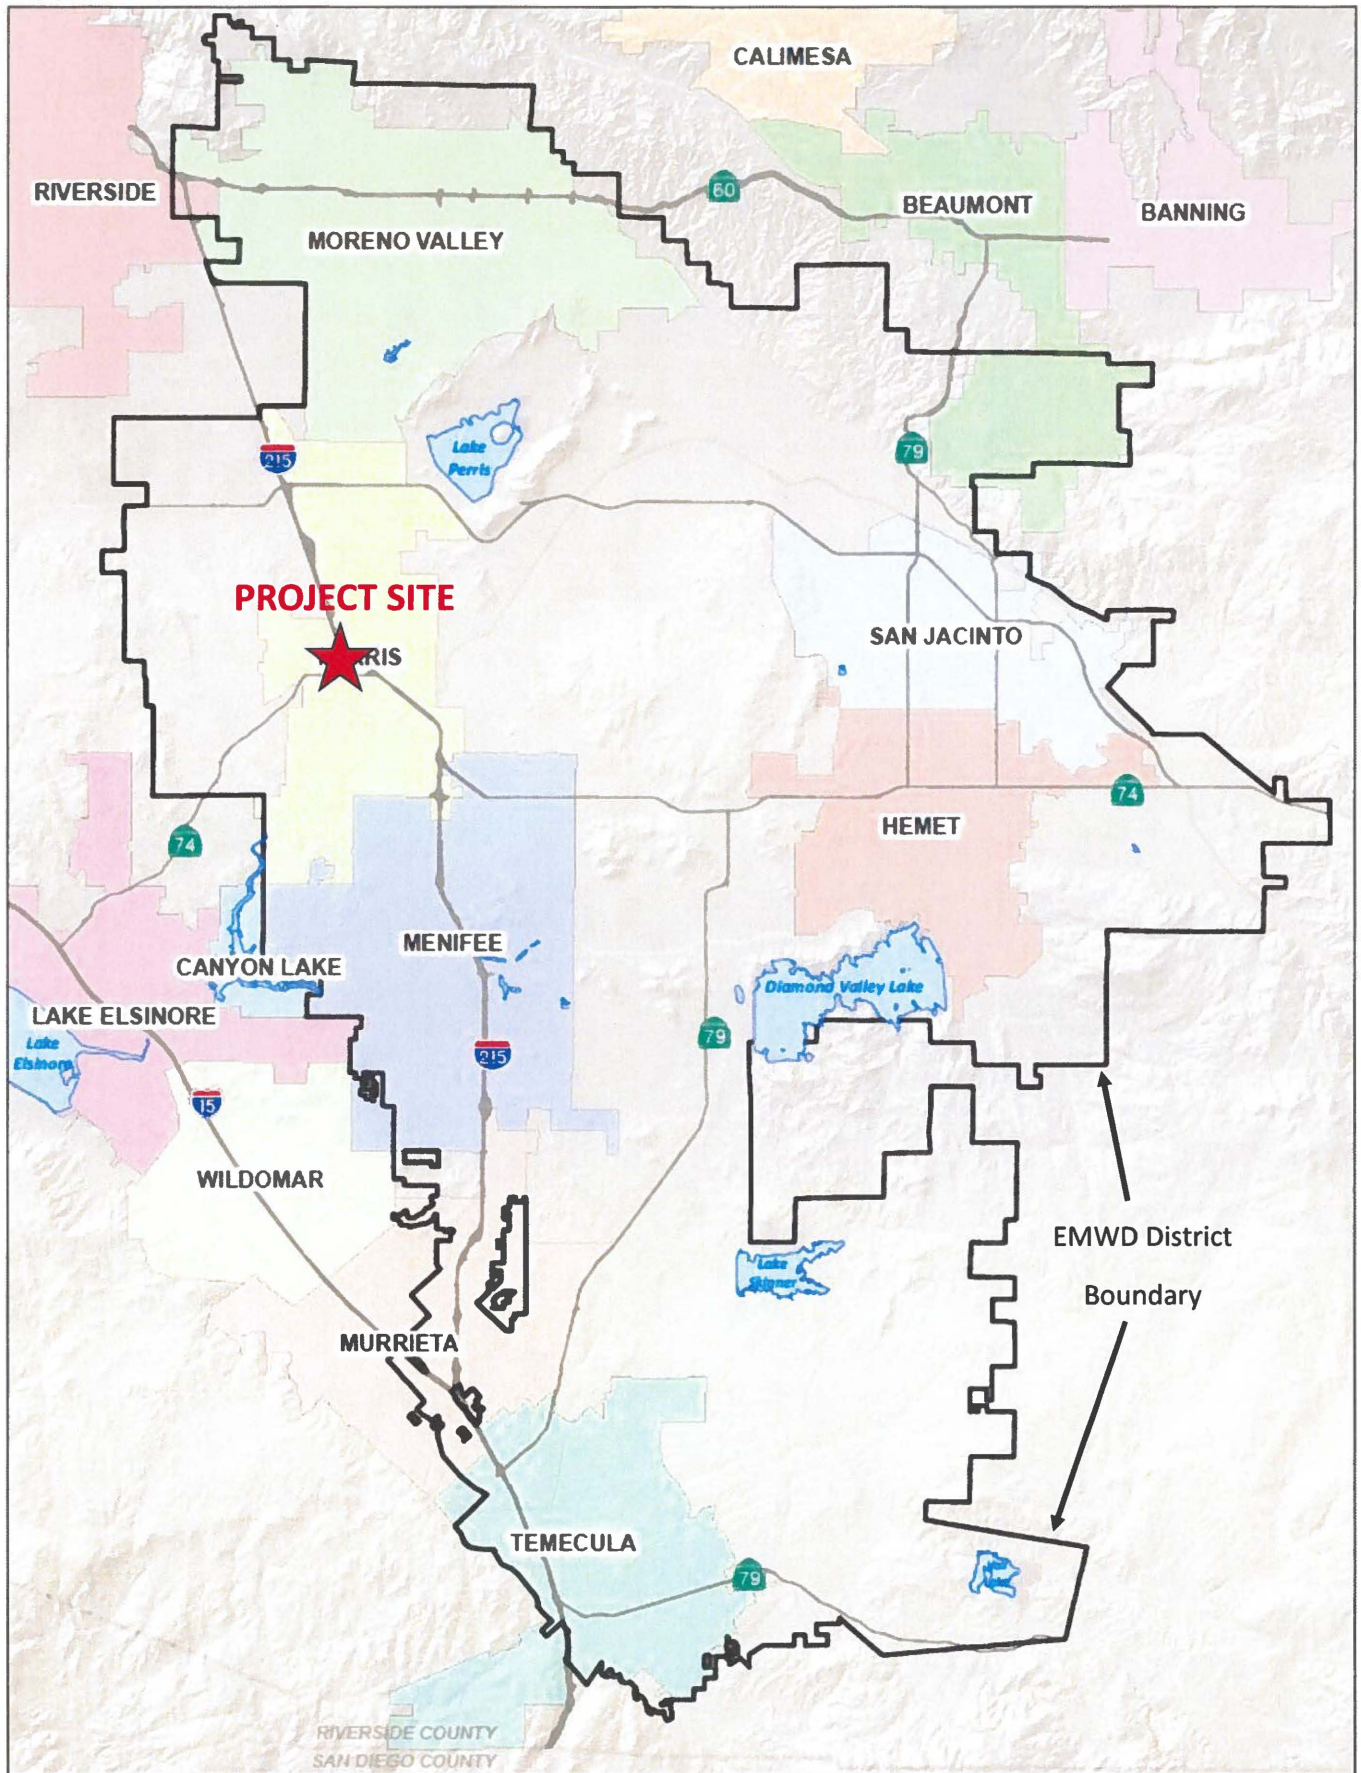 CALIMESA
RIVERSIDE
60
BEAUMONT
BANNING
MORENO VALLEY
Lake
Perris
215
79
PROJECT SITE
RIS
SAN JACINTO
74
HEMET
74
MENIFEE
CANYON LAKE
Diamond Valley Lake
LAKE ELSINORE
Lake
Elsinore
79
215
15
WILDOMAR
EMWD District
Boundary
Lake
Skinner
MURRIETA
TEMECULA
79
RIVERSIDE COUNTY
SAN DIEGO COUNTY